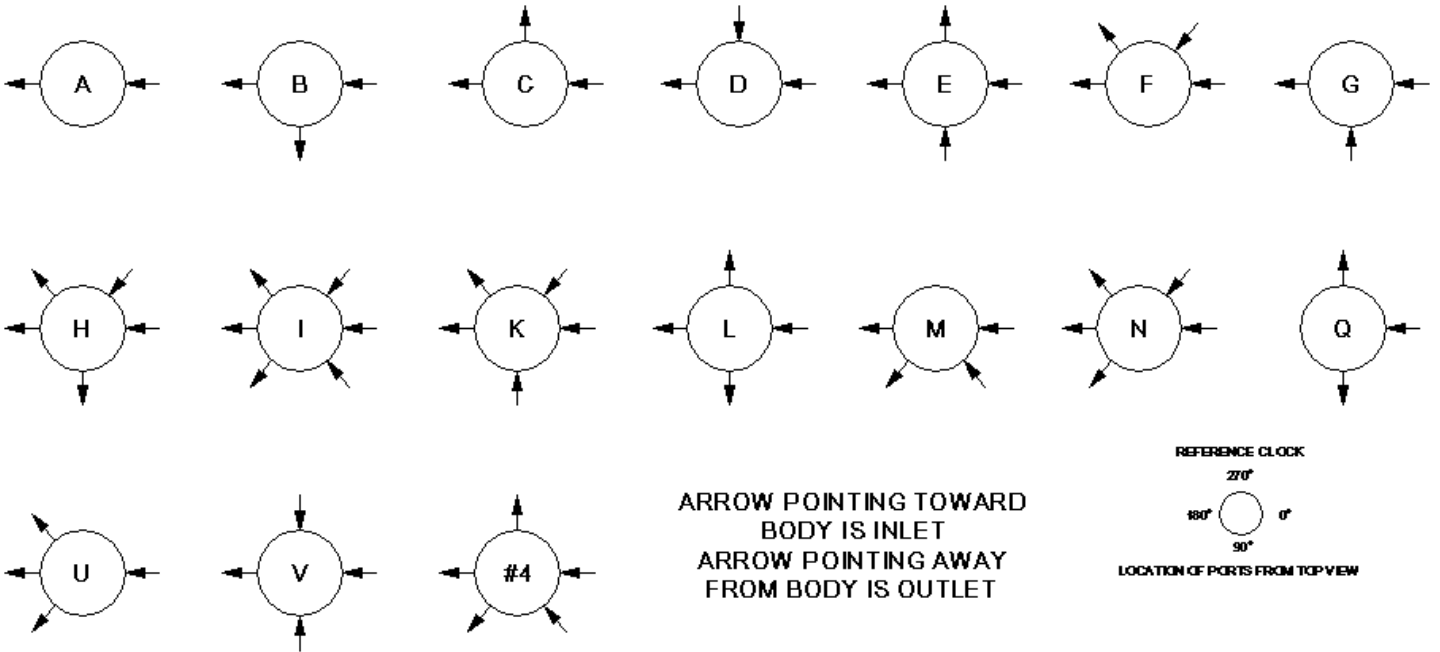 A
B
C
D
E
F
G
H
I
K
L
M
N
Q
REFERENCE CLOCK
270°
180°
0°
90°
LOCATION OF PORTS FROM TOP VIEW
U
V
#4
ARROW POINTING TOWARD
BODY IS INLET
ARROW POINTING AWAY
FROM BODY IS OUTLET